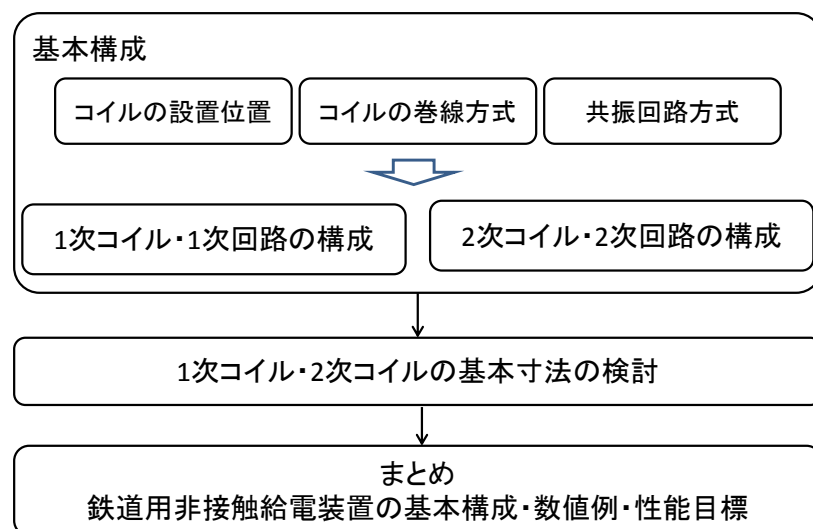 基本構成
コイルの設置位置
コイルの巻線方式
共振回路方式
1次コイル・1次回路の構成
2次コイル・2次回路の構成
1次コイル・2次コイルの基本寸法の検討
まとめ
鉄道用非接触給電装置の基本構成・数値例・性能目標